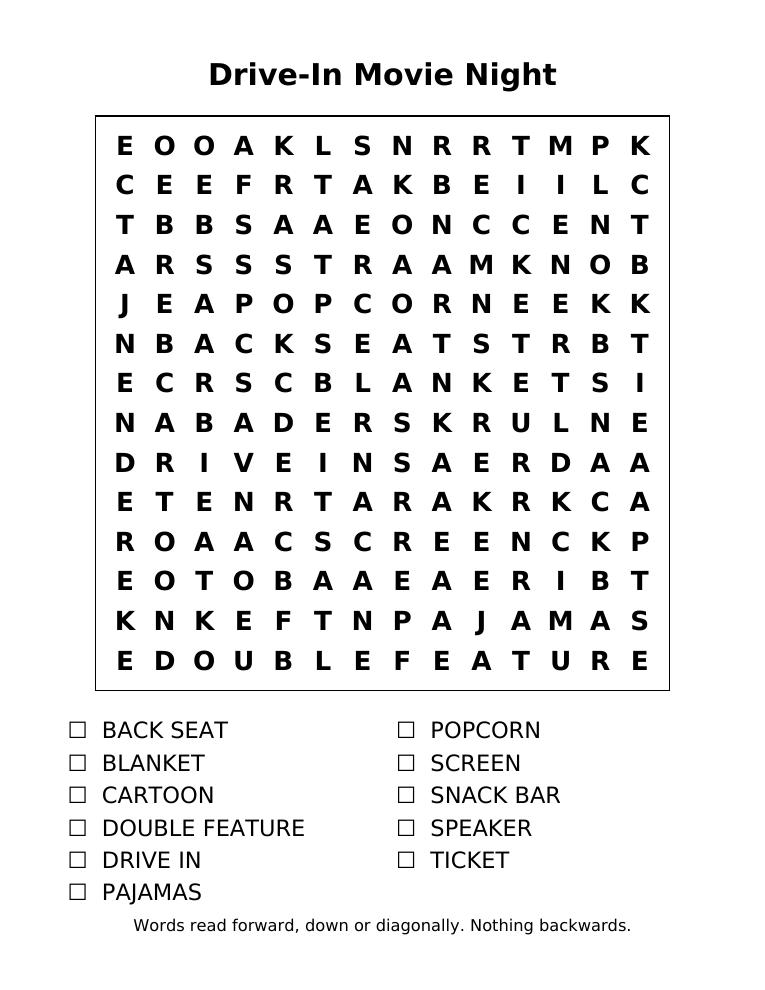 Drive-In Movie Night
E O O A K L S N R R T M P K
C E E F R T A K B E I I L C
T B B S A A E O N C C E N T
A R S S S T R A A M K N O B
J E A P O P C O R N E E K K
N B A C K S E A T S T R B T
E C R S C B L A N K E T S I
N A B A D E R S K R U L N E
D R I V E I N S A E R D A A
E T E N R T A R A K R K C A
R O A A C S C R E E N C K P
E O T O B A A E A E R I B T
K N K E F T N P A J A M A S
E D O U B L E F E A T U R E
☐ BACK SEAT
☐ BLANKET
☐ CARTOON
☐ DOUBLE FEATURE
☐ DRIVE IN
☐ PAJAMAS
☐ POPCORN
☐ SCREEN
☐ SNACK BAR
☐ SPEAKER
☐ TICKET
Words read forward, down or diagonally. Nothing backwards.